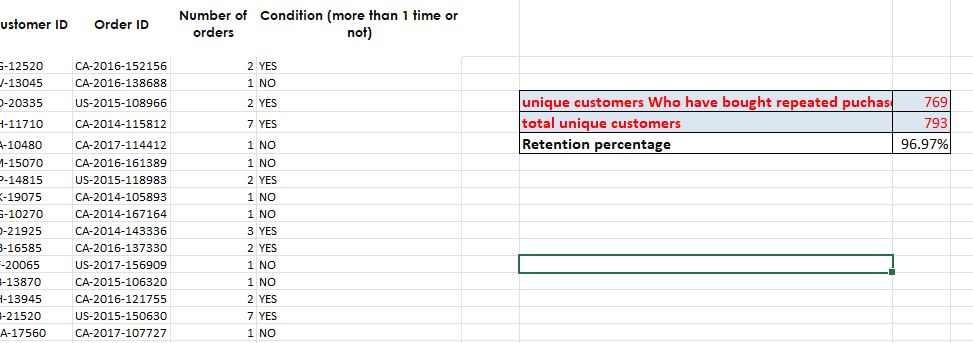 ustomer ID Order ID Number of orders Condition (more than 1 time or not)
G-12520 CA-2016-152156 2 YES
V-13045 CA-2016-138688 1 NO
O-20335 US-2015-108966 2 YES
unique customers Who have bought repeated puchas 769
H-11710 CA-2014-115812 7 YES
total unique customers 793
A-10480 CA-2017-114412 1 NO
Retention percentage 96.97%
M-15070 CA-2016-161389 1 NO
P-14815 US-2015-118983 2 YES
K-19075 CA-2014-105893 1 NO
G-10270 CA-2014-167164 1 NO
D-21925 CA-2014-143336 3 YES
B-16585 CA-2016-137330 2 YES
-20065 US-2017-156909 1 NO
B-13870 CA-2015-106320 1 NO
H-13945 CA-2016-121755 2 YES
B-21520 US-2015-150630 7 YES
A-17560 CA-2017-107727 1 NO